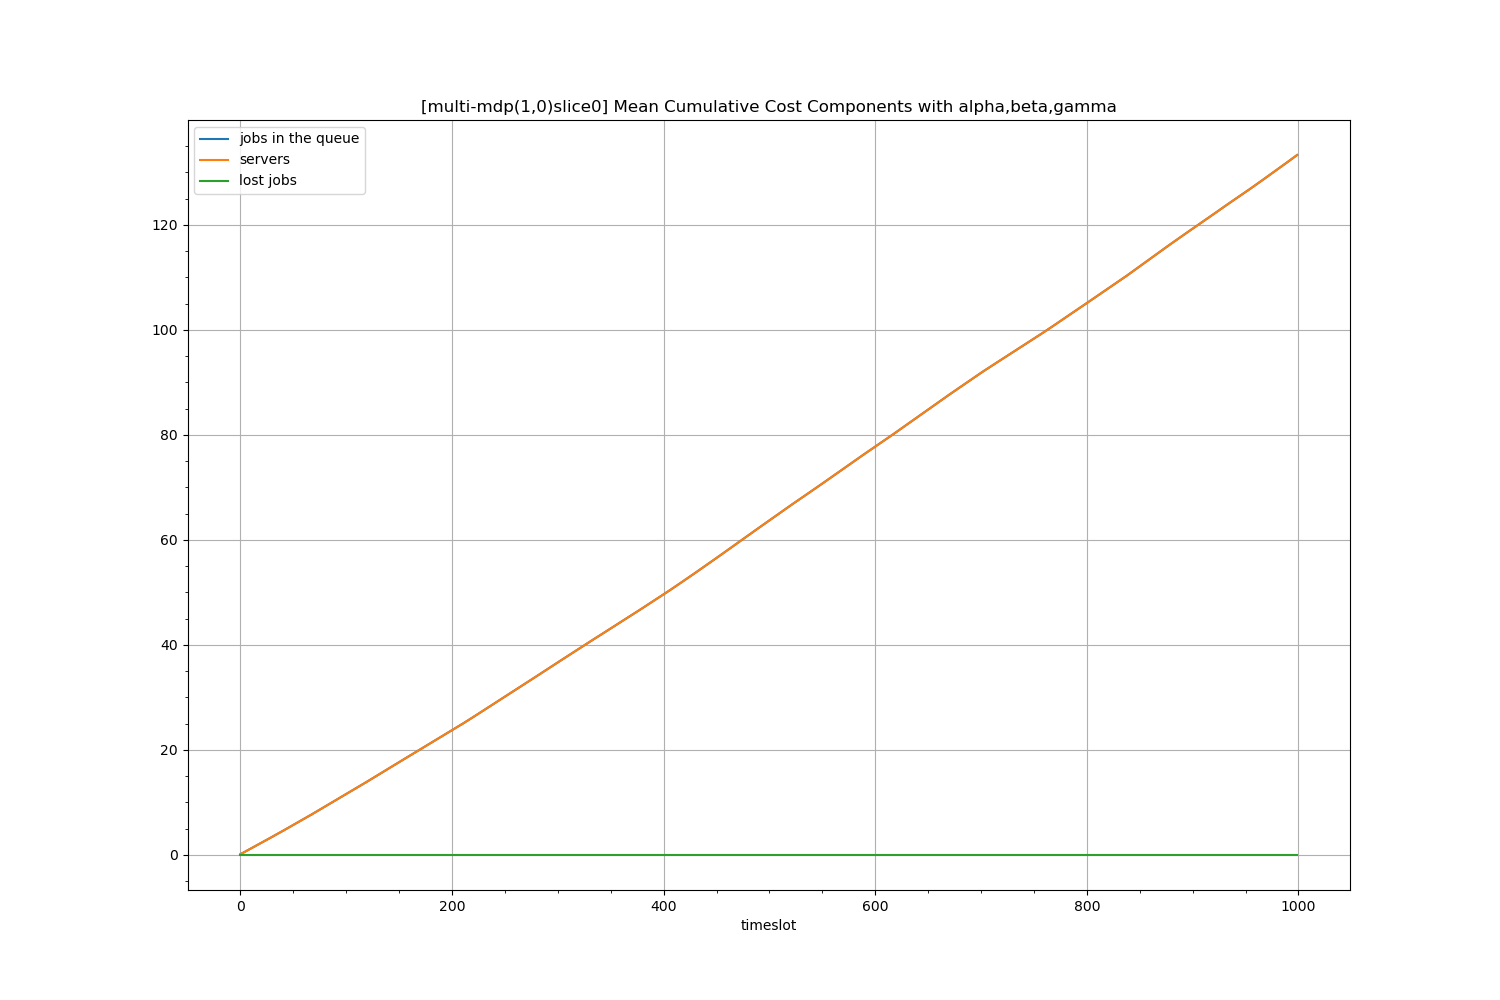 [multi-mdp(1,0)slice0] Mean Cumulative Cost Components with alpha,beta,gamma
jobs in the queue
servers
lost jobs
120
100
80
60
40
20
0
0 200 400 600 800 1000
timeslot